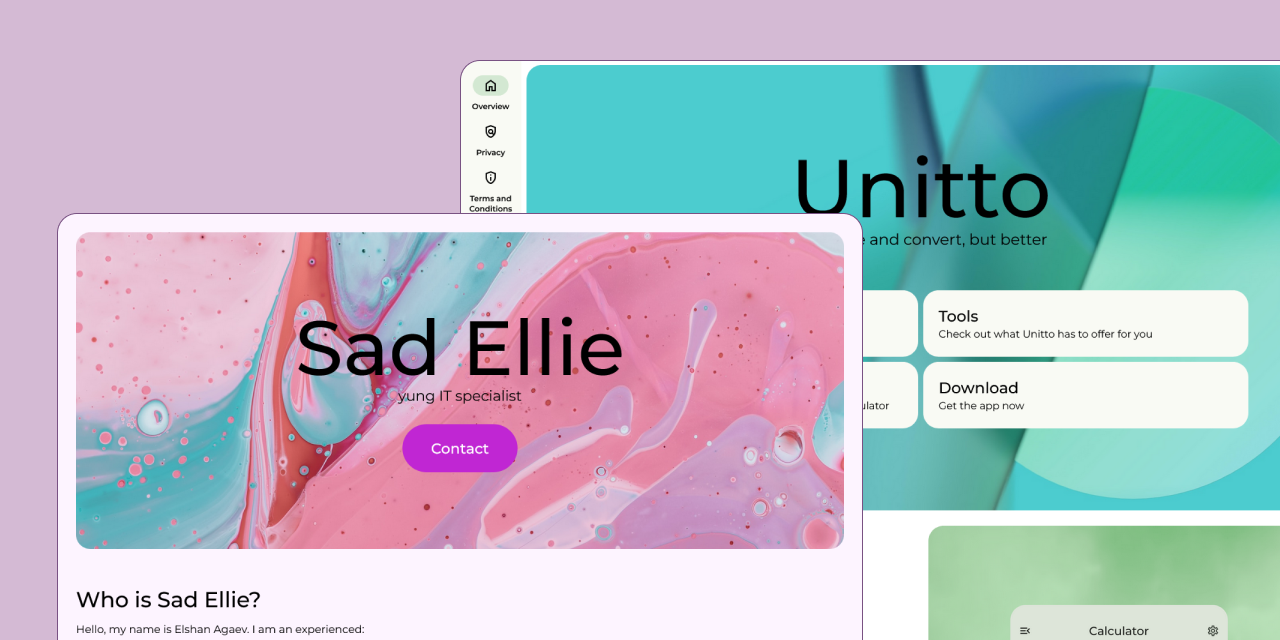 Overview
Privacy
Terms and
Conditions
Unitto
and convert, but better
Tools
Check out what Unitto has to offer for you
Download
Get the app now
Calculator
Sad Ellie
yung IT specialist
Contact
Who is Sad Ellie?
Hello, my name is Elshan Agaev. I am an experienced: